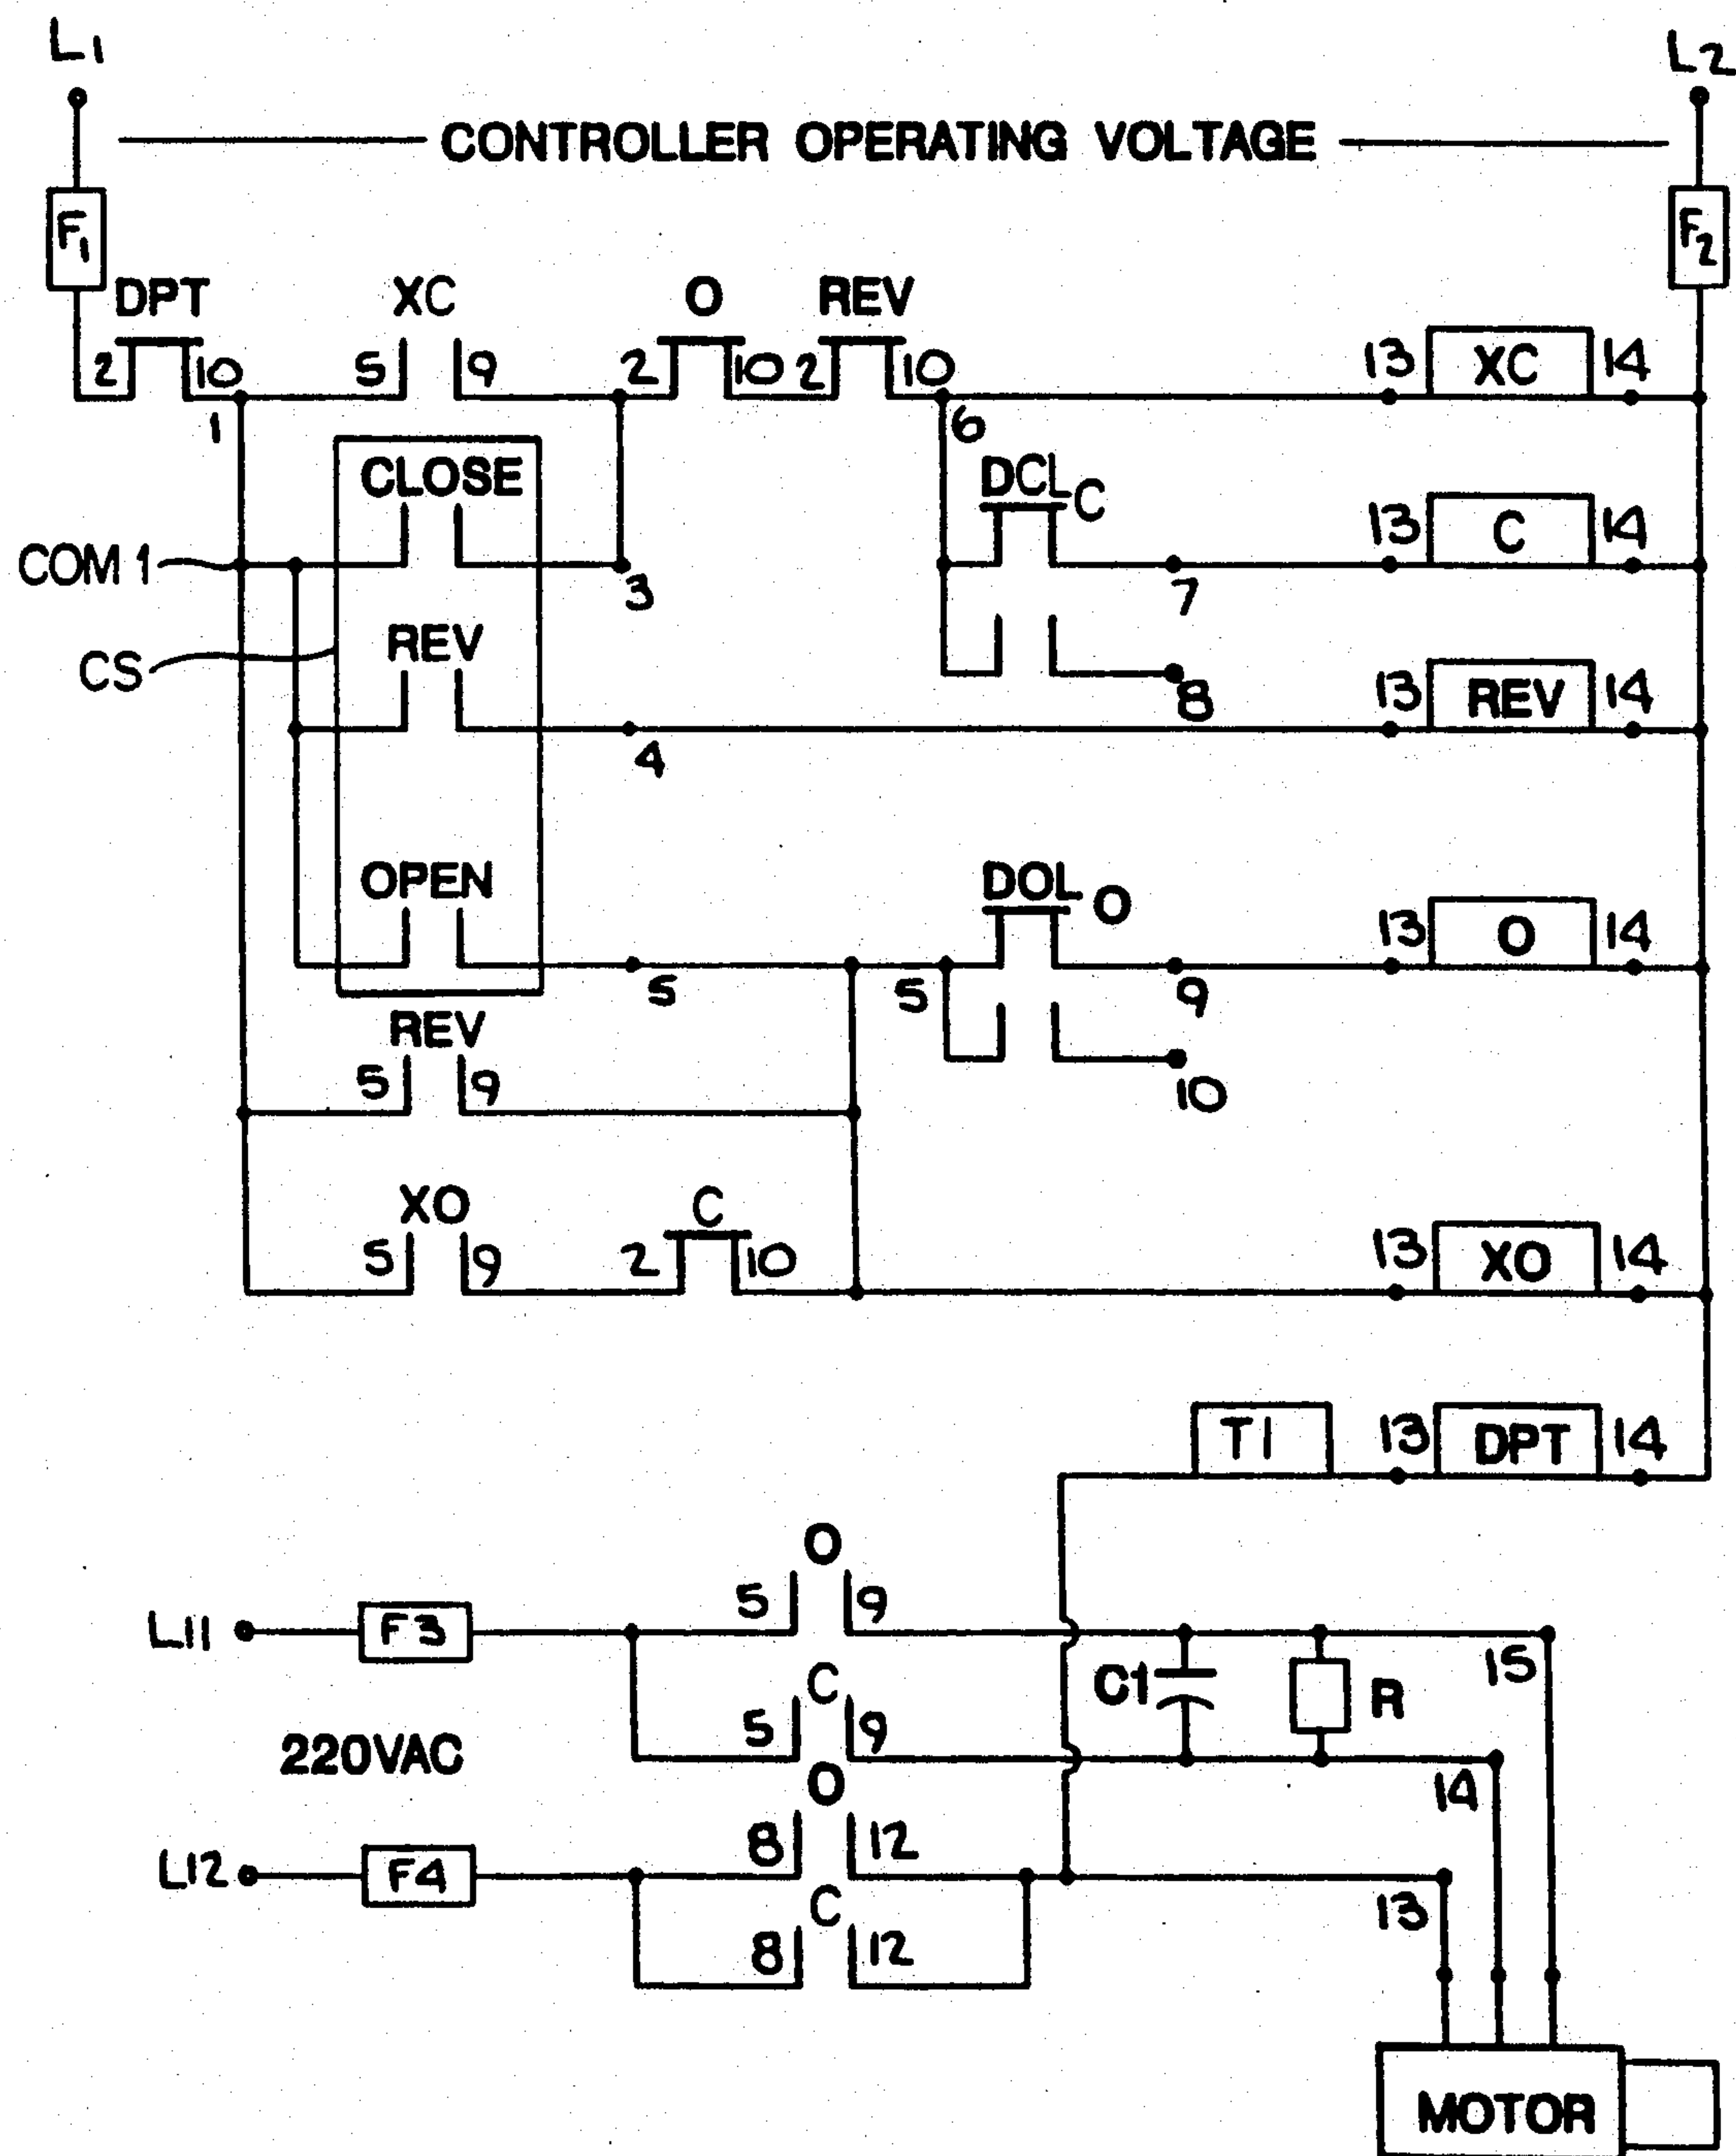 L1 L2
CONTROLLER OPERATING VOLTAGE
F1 F2
DPT XC O REV
2 10 5 9 2 10 2 10 13 XC 14
1 6
CLOSE DCL C 13 C 14
COM 1 3 7
REV
CS 8 13 REV 14
4
OPEN DOL O 13 O 14
5 5 9
REV
5 9 10
XO C
5 9 2 10 13 XO 14
T1 13 DPT 14
O
5 9
L11 F3 15
C C1 R
5 9
220VAC
O 14
8 12
L12 F4
C 13
8 12
MOTOR